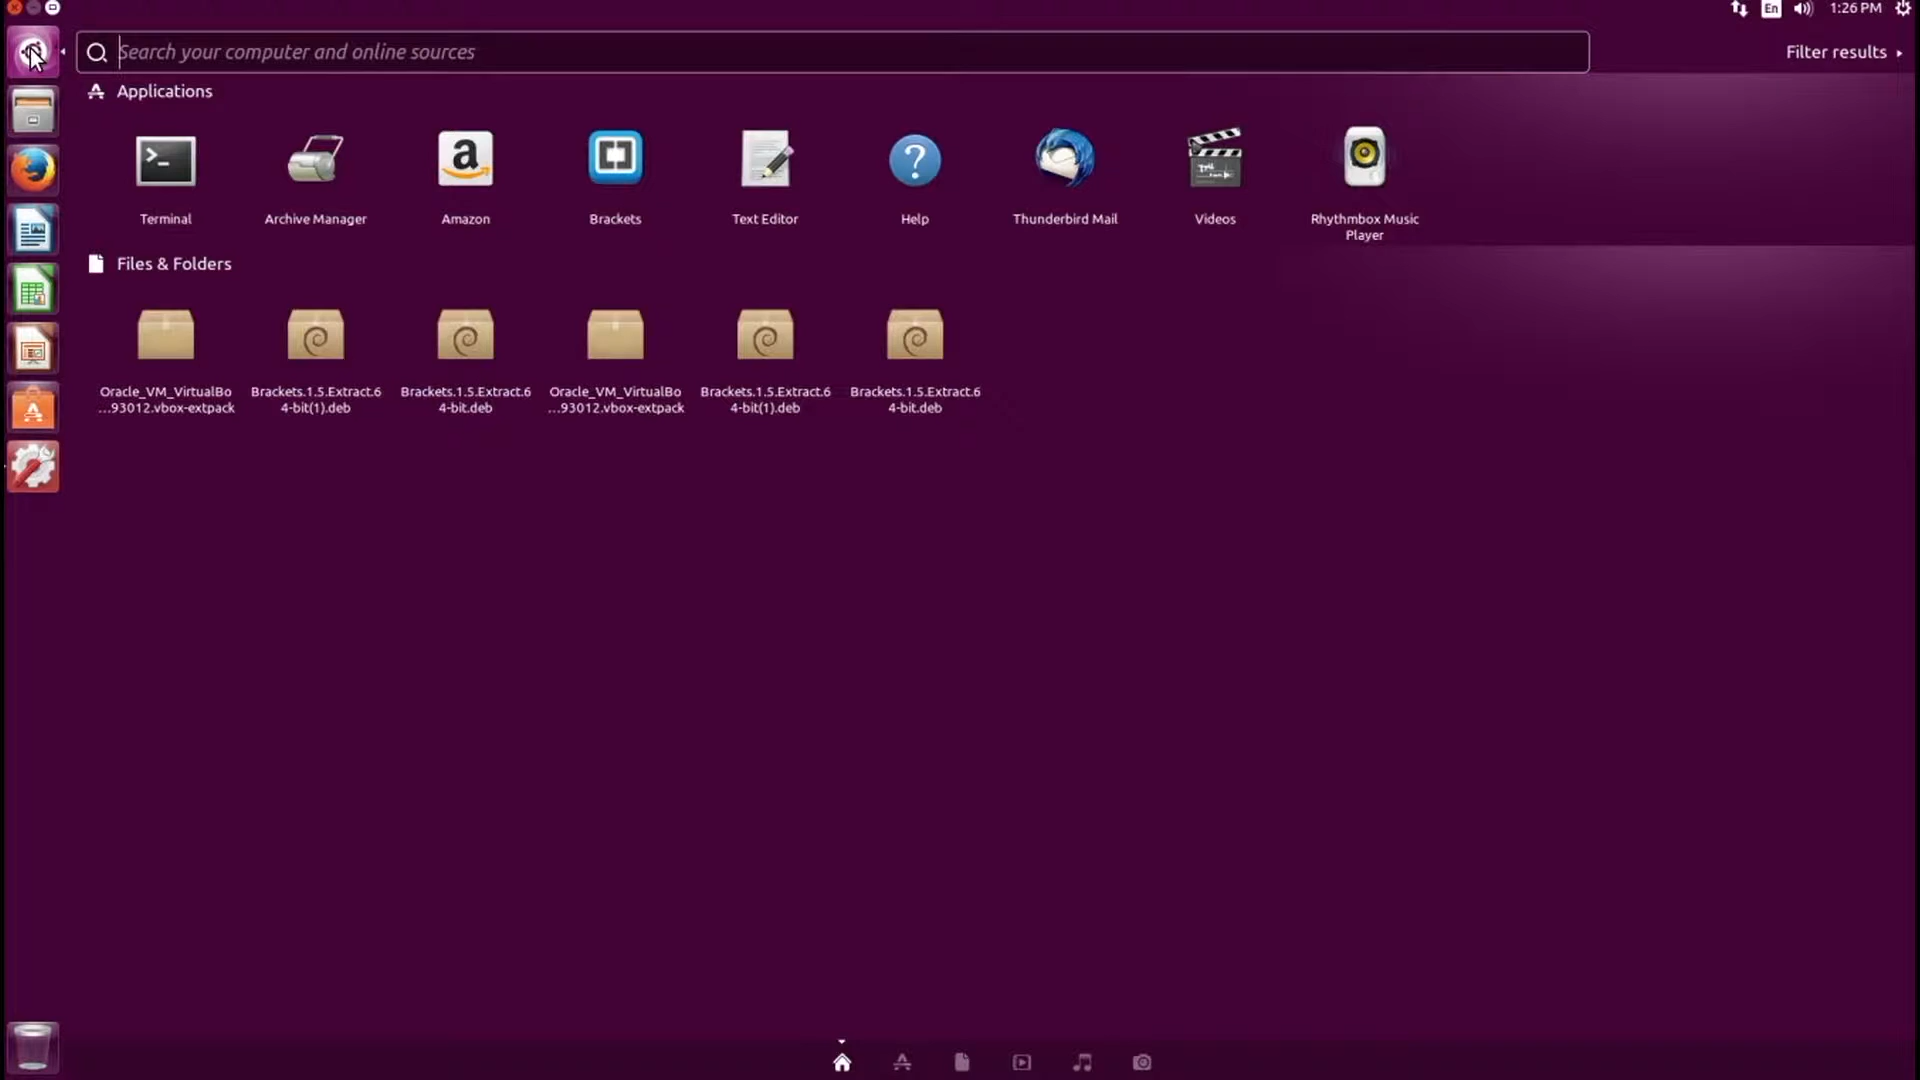 En
1:26 PM
Search your computer and online sources
Filter results
Applications
Terminal
Archive Manager
Amazon
Brackets
Text Editor
Help
Thunderbird Mail
Videos
Rhythmbox Music
Player
Files & Folders
Oracle_VM_VirtualBo
...93012.vbox-extpack
Brackets.1.5.Extract.6
4-bit(1).deb
Brackets.1.5.Extract.6
4-bit.deb
Oracle_VM_VirtualBo
...93012.vbox-extpack
Brackets.1.5.Extract.6
4-bit(1).deb
Brackets.1.5.Extract.6
4-bit.deb